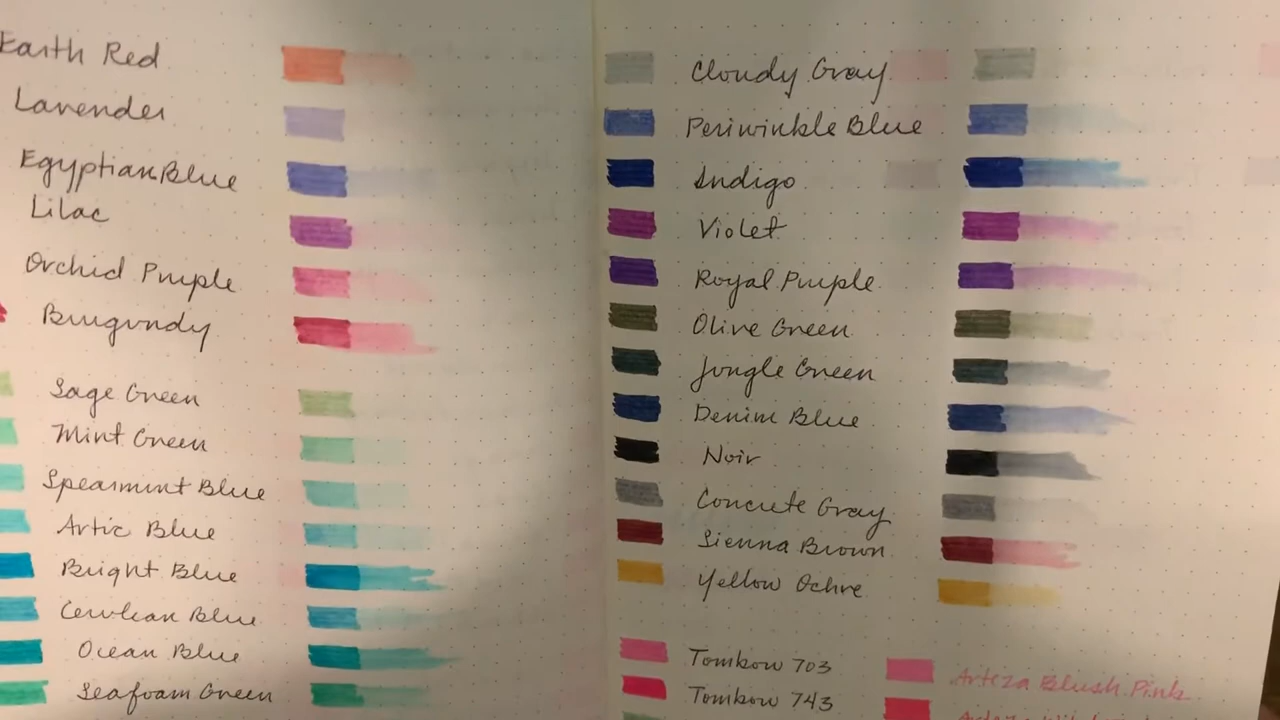 Earth Red
Lavender
Egyptian Blue
Lilac
Orchid Purple
Burgundy
Sage Green
Mint Green
Spearmint Blue
Artic Blue
Bright Blue
Cerulean Blue
Ocean Blue
Seafoam Green
Cloudy Gray
Periwinkle Blue
Indigo
Violet
Royal Purple
Olive Green
Jungle Green
Denim Blue
Noir
Concrete Gray
Sienna Brown
Yellow Ochre
Tombow 703
Arteza Blush Pink
Tombow 743